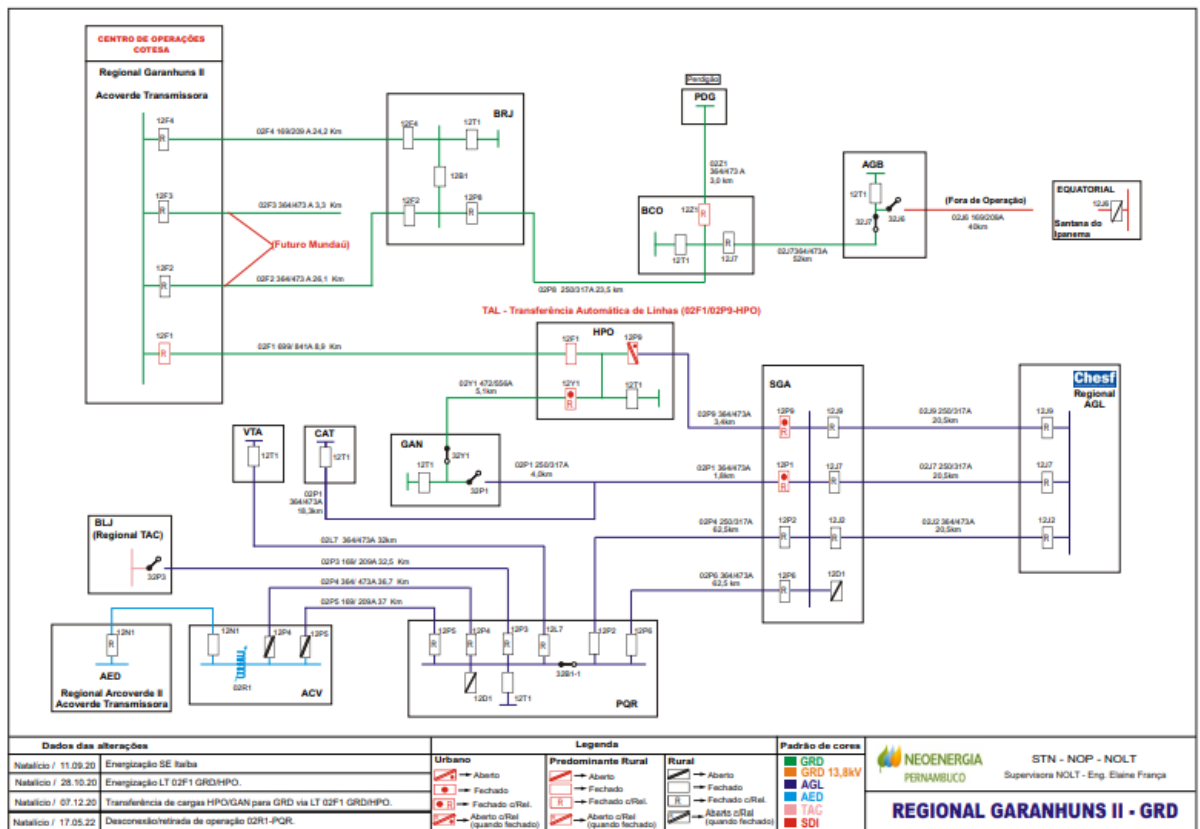 CENTRO DE OPERAÇÕES
COTESA
Regional Garanhuns II
Acoverde Transmissora
12F4
02F4 169/209 A 24,2 Km
12F3
02F3 364/473 A 3,3 Km
(Futuro Mundaú)
12F2
02F2 364/473 A 26,1 Km
12F1
02F1 699/ 841A 8,9 Km
R
R
R
R
BRJ
12F4
12T1
12B1
12F2
12P8
R
02P8 250/317A 23,5 km
Perdigão
PDG
02Z1
364/473 A
3,0 km
BCO
12Z1
R
R
12T1
12J7
02J7364/473A
52km
AGB
12T1
32J7
32J6
(Fora de Operação)
02J6 169/209A
40km
EQUATORIAL
12J6
Santana do
Ipanema
TAL - Transferência Automática de Linhas (02F1/02P9-HPO)
HPO
12F1
12P9
12Y1
R
12T1
02Y1 472/556A
5,1km
GAN
12T1
32Y1
32P1
02P1 250/317A
4,0km
VTA
12T1
CAT
12T1
02P1
364/473A
18,3km
02P9 364/473A
3,4km
02P1 364/473A
1,8km
02P4 250/317A
62,5km
02P6 364/473A
62,5 km
SGA
12P9
12J9
R
R
12P1
12J7
R
R
12P2
12J2
R
R
12P6
12D1
R
02J9 250/317A
20,5km
02J7 250/317A
20,5km
02J2 364/473A
20,5km
Chesf
Regional
AGL
12J9
R
12J7
R
12J2
R
BLJ
(Regional TAC)
32P3
02L7 364/473A 32km
02P3 169/ 209A 32,5 Km
02P4 364/ 473A 36,7 Km
02P5 169/ 209A 37 Km
12N1
R
AED
Regional Arcoverde II
Acoverde Transmissora
12N1
12P4
12P5
02R1
ACV
12P5
12P4
12P3
12L7
12P2
12P6
R
R
R
R
32B1-1
12D1
12T1
PQR
Dados das alterações
Natalício / 11.09.20 Energização SE Itaíba
Natalício / 28.10.20 Energização LT 02F1 GRD/HPO.
Natalício / 07.12.20 Transferência de cargas HPO/GAN para GRD via LT 02F1 GRD/HPO.
Natalício / 17.05.22 Desconexão/retirada de operação 02R1-PQR.
Legenda
Urbano
Aberto
Fechado
R Fechado c/Rel.
Aberto c/Rel
(quando fechado)
Predominante Rural
Aberto
Fechado
R Fechado c/Rel.
Aberto c/Rel
(quando fechado)
Rural
Aberto
Fechado
R Fechado c/Rel.
Aberto c/Rel
(quando fechado)
Padrão de cores
GRD
GRD 13,8kV
AGL
AED
TAC
SDI
NEOENERGIA
PERNAMBUCO
STN - NOP - NOLT
Supervisora NOLT - Eng. Elaine França
REGIONAL GARANHUNS II - GRD